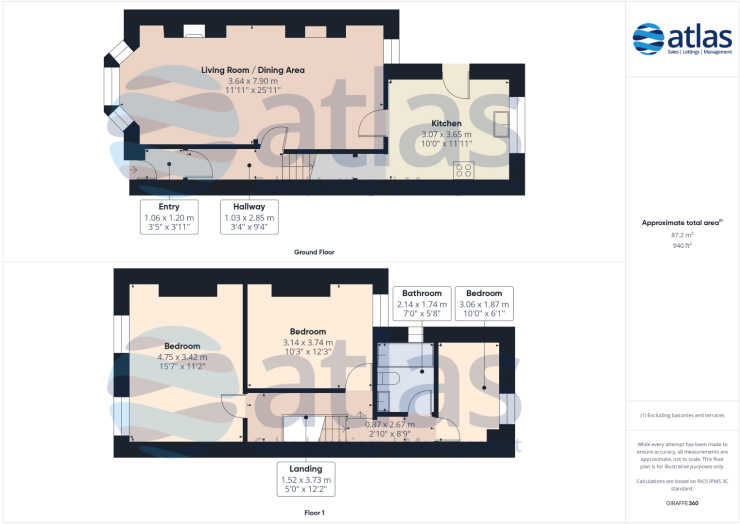 Living Room / Dining Area
3.64 x 7.90 m
11'11" x 25'11"
Kitchen
3.07 x 3.65 m
10'0" x 11'11"
Entry
1.06 x 1.20 m
3'5" x 3'11"
Hallway
1.03 x 2.85 m
3'4" x 9'4"
Ground Floor
atlas
Bedroom
4.75 x 3.42 m
15'7" x 11'2"
Bedroom
3.14 x 3.74 m
10'3" x 12'3"
Bathroom
2.14 x 1.74 m
7'0" x 5'8"
Bedroom
3.06 x 1.87 m
10'0" x 6'1"
0.87 x 2.67 m
2'10" x 8'9"
Landing
1.52 x 3.73 m
5'0" x 12'2"
Floor 1
atlas
atlas
Sales | Lettings | Management
Approximate total area(1)
87.2 m²
940 ft²
(1) Excluding balconies and terraces
While every attempt has been made to
ensure accuracy, all measurements are
approximate, not to scale. This floor
plan is for illustrative purposes only.
Calculations are based on RICS IPMS 3C
standard.
GIRAFFE360